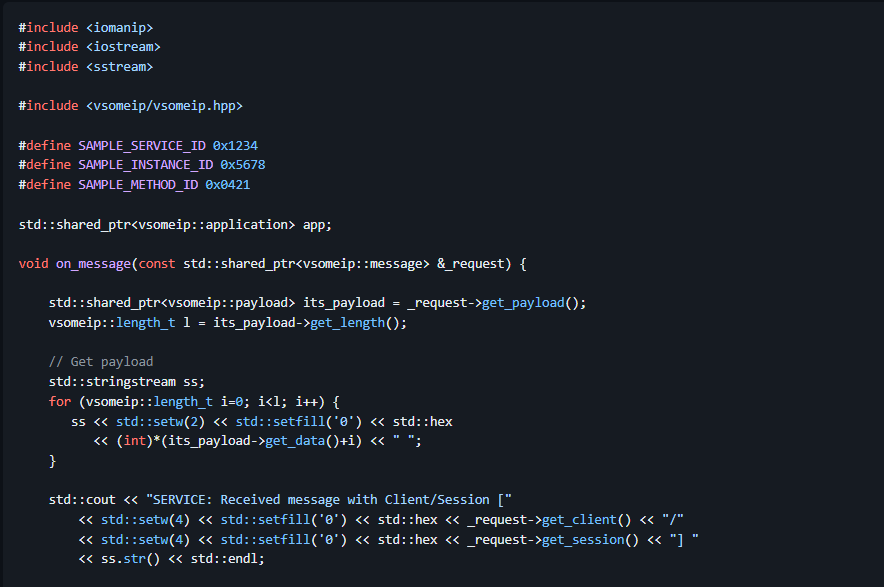 #include <iomanip>
#include <iostream>
#include <sstream>
#include <vsomeip/vsomeip.hpp>
#define SAMPLE_SERVICE_ID 0x1234
#define SAMPLE_INSTANCE_ID 0x5678
#define SAMPLE_METHOD_ID 0x0421
std::shared_ptr<vsomeip::application> app;
void on_message(const std::shared_ptr<vsomeip::message> &_request) {
    std::shared_ptr<vsomeip::payload> its_payload = _request->get_payload();
    vsomeip::length_t l = its_payload->get_length();
    // Get payload
    std::stringstream ss;
    for (vsomeip::length_t i=0; i<l; i++) {
       ss << std::setw(2) << std::setfill('0') << std::hex
          << (int)*(its_payload->get_data()+i) << " ";
    }
    std::cout << "SERVICE: Received message with Client/Session ["
        << std::setw(4) << std::setfill('0') << std::hex << _request->get_client() << "/"
        << std::setw(4) << std::setfill('0') << std::hex << _request->get_session() << "] "
        << ss.str() << std::endl;